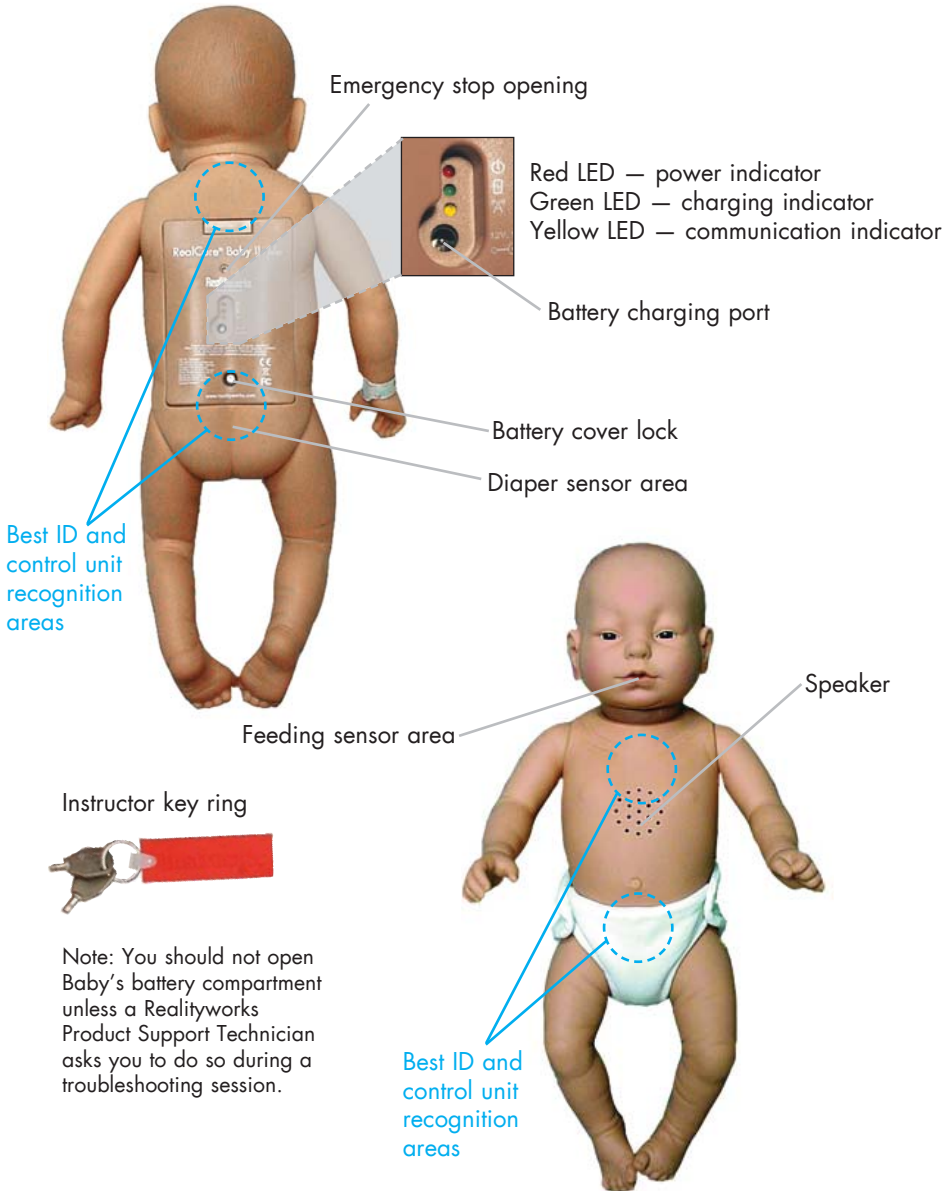 Emergency stop opening
Red LED — power indicator
Green LED — charging indicator
Yellow LED — communication indicator
12V
Battery charging port
RealCare® Baby II
Battery cover lock
Diaper sensor area
www.realityworks.com
Best ID and
control unit
recognition
areas
Speaker
Feeding sensor area
Instructor key ring
Note: You should not open
Baby's battery compartment
unless a Realityworks
Product Support Technician
asks you to do so during a
troubleshooting session.
Best ID and
control unit
recognition
areas